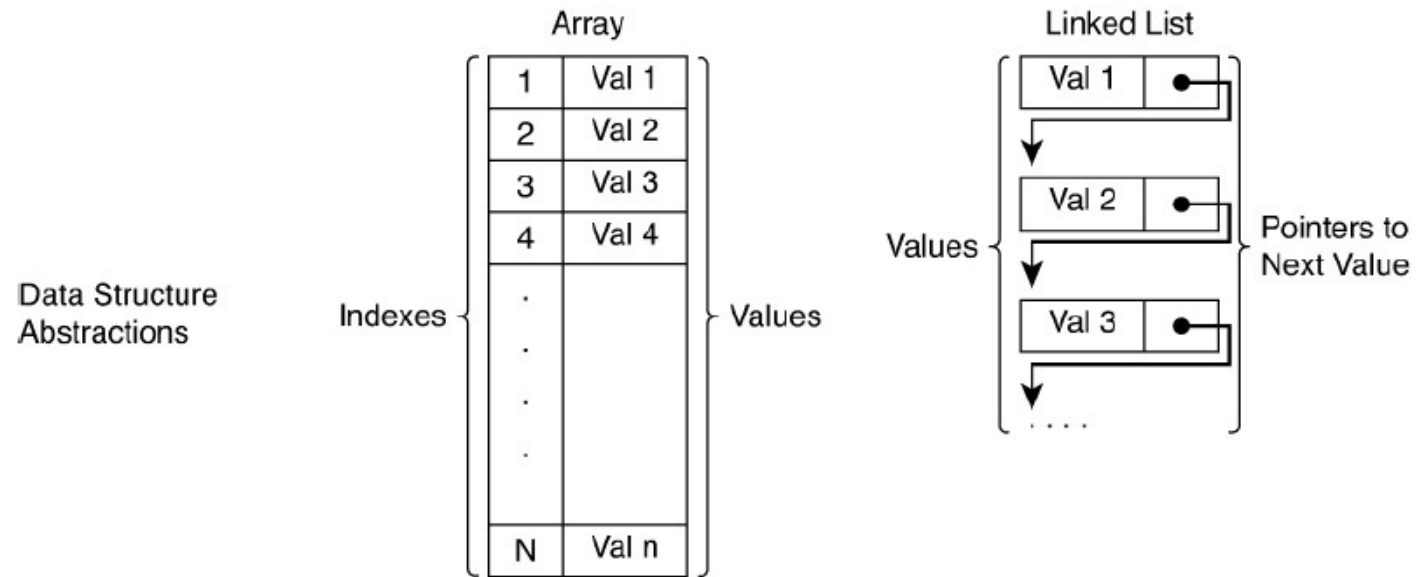 Array
Linked List
1 Val 1
2 Val 2
3 Val 3
4 Val 4
.
.
.
.
N Val n
Val 1
Val 2
Val 3
. . . .
Data Structure
Abstractions
Indexes
Values
Values
Pointers to
Next Value